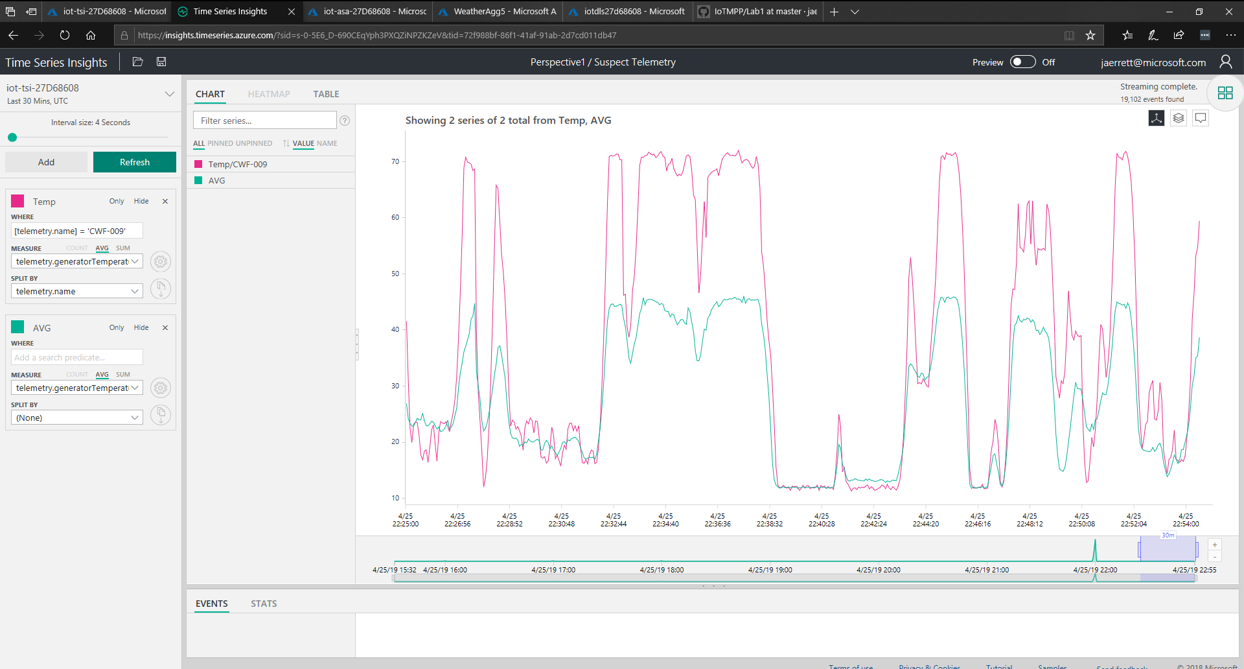 iot-tsi-27D68608 - Microsof
Time Series Insights
iot-asa-27D68608 - Microsc
WeatherAgg5 - Microsoft A
iotdls27d68608 - Microsoft
IoTMPP/Lab1 at master · jae
https://insights.timeseries.azure.com/?sid=s-0-5E6_D-690CEqYph3PXQZiNPZKZeV&tid=72f988bf-86f1-41af-91ab-2d7cd011db47
Time Series Insights
Perspective1 / Suspect Telemetry
Preview Off
jaerrett@microsoft.com
iot-tsi-27D68608
Last 30 Mins, UTC
Interval size: 4 Seconds
Add Refresh
Temp Only Hide
WHERE
[telemetry.name] = 'CWF-009'
MEASURE COUNT AVG SUM
telemetry.generatorTemperat
SPLIT BY
telemetry.name
AVG Only Hide
WHERE
Add a search predicate...
MEASURE COUNT AVG SUM
telemetry.generatorTemperat
SPLIT BY
(None)
CHART HEATMAP TABLE
Streaming complete.
19,102 events found
Filter series...
ALL PINNED UNPINNED VALUE NAME
Temp/CWF-009
AVG
Showing 2 series of 2 total from Temp, AVG
70
60
50
40
30
20
10
4/25 4/25 4/25 4/25 4/25 4/25 4/25 4/25 4/25 4/25 4/25 4/25 4/25 4/25 4/25 4/25
22:25:00 22:26:56 22:28:52 22:30:48 22:32:44 22:34:40 22:36:36 22:38:32 22:40:28 22:42:24 22:44:20 22:46:16 22:48:12 22:50:08 22:52:04 22:54:00
30m
+
-
4/25/19 15:32 4/25/19 16:00 4/25/19 17:00 4/25/19 18:00 4/25/19 19:00 4/25/19 20:00 4/25/19 21:00 4/25/19 22:00 4/25/19 22:55
EVENTS STATS
Terms of use Privacy & Cookies Tutorial Samples Send feedback © 2018 Microsoft